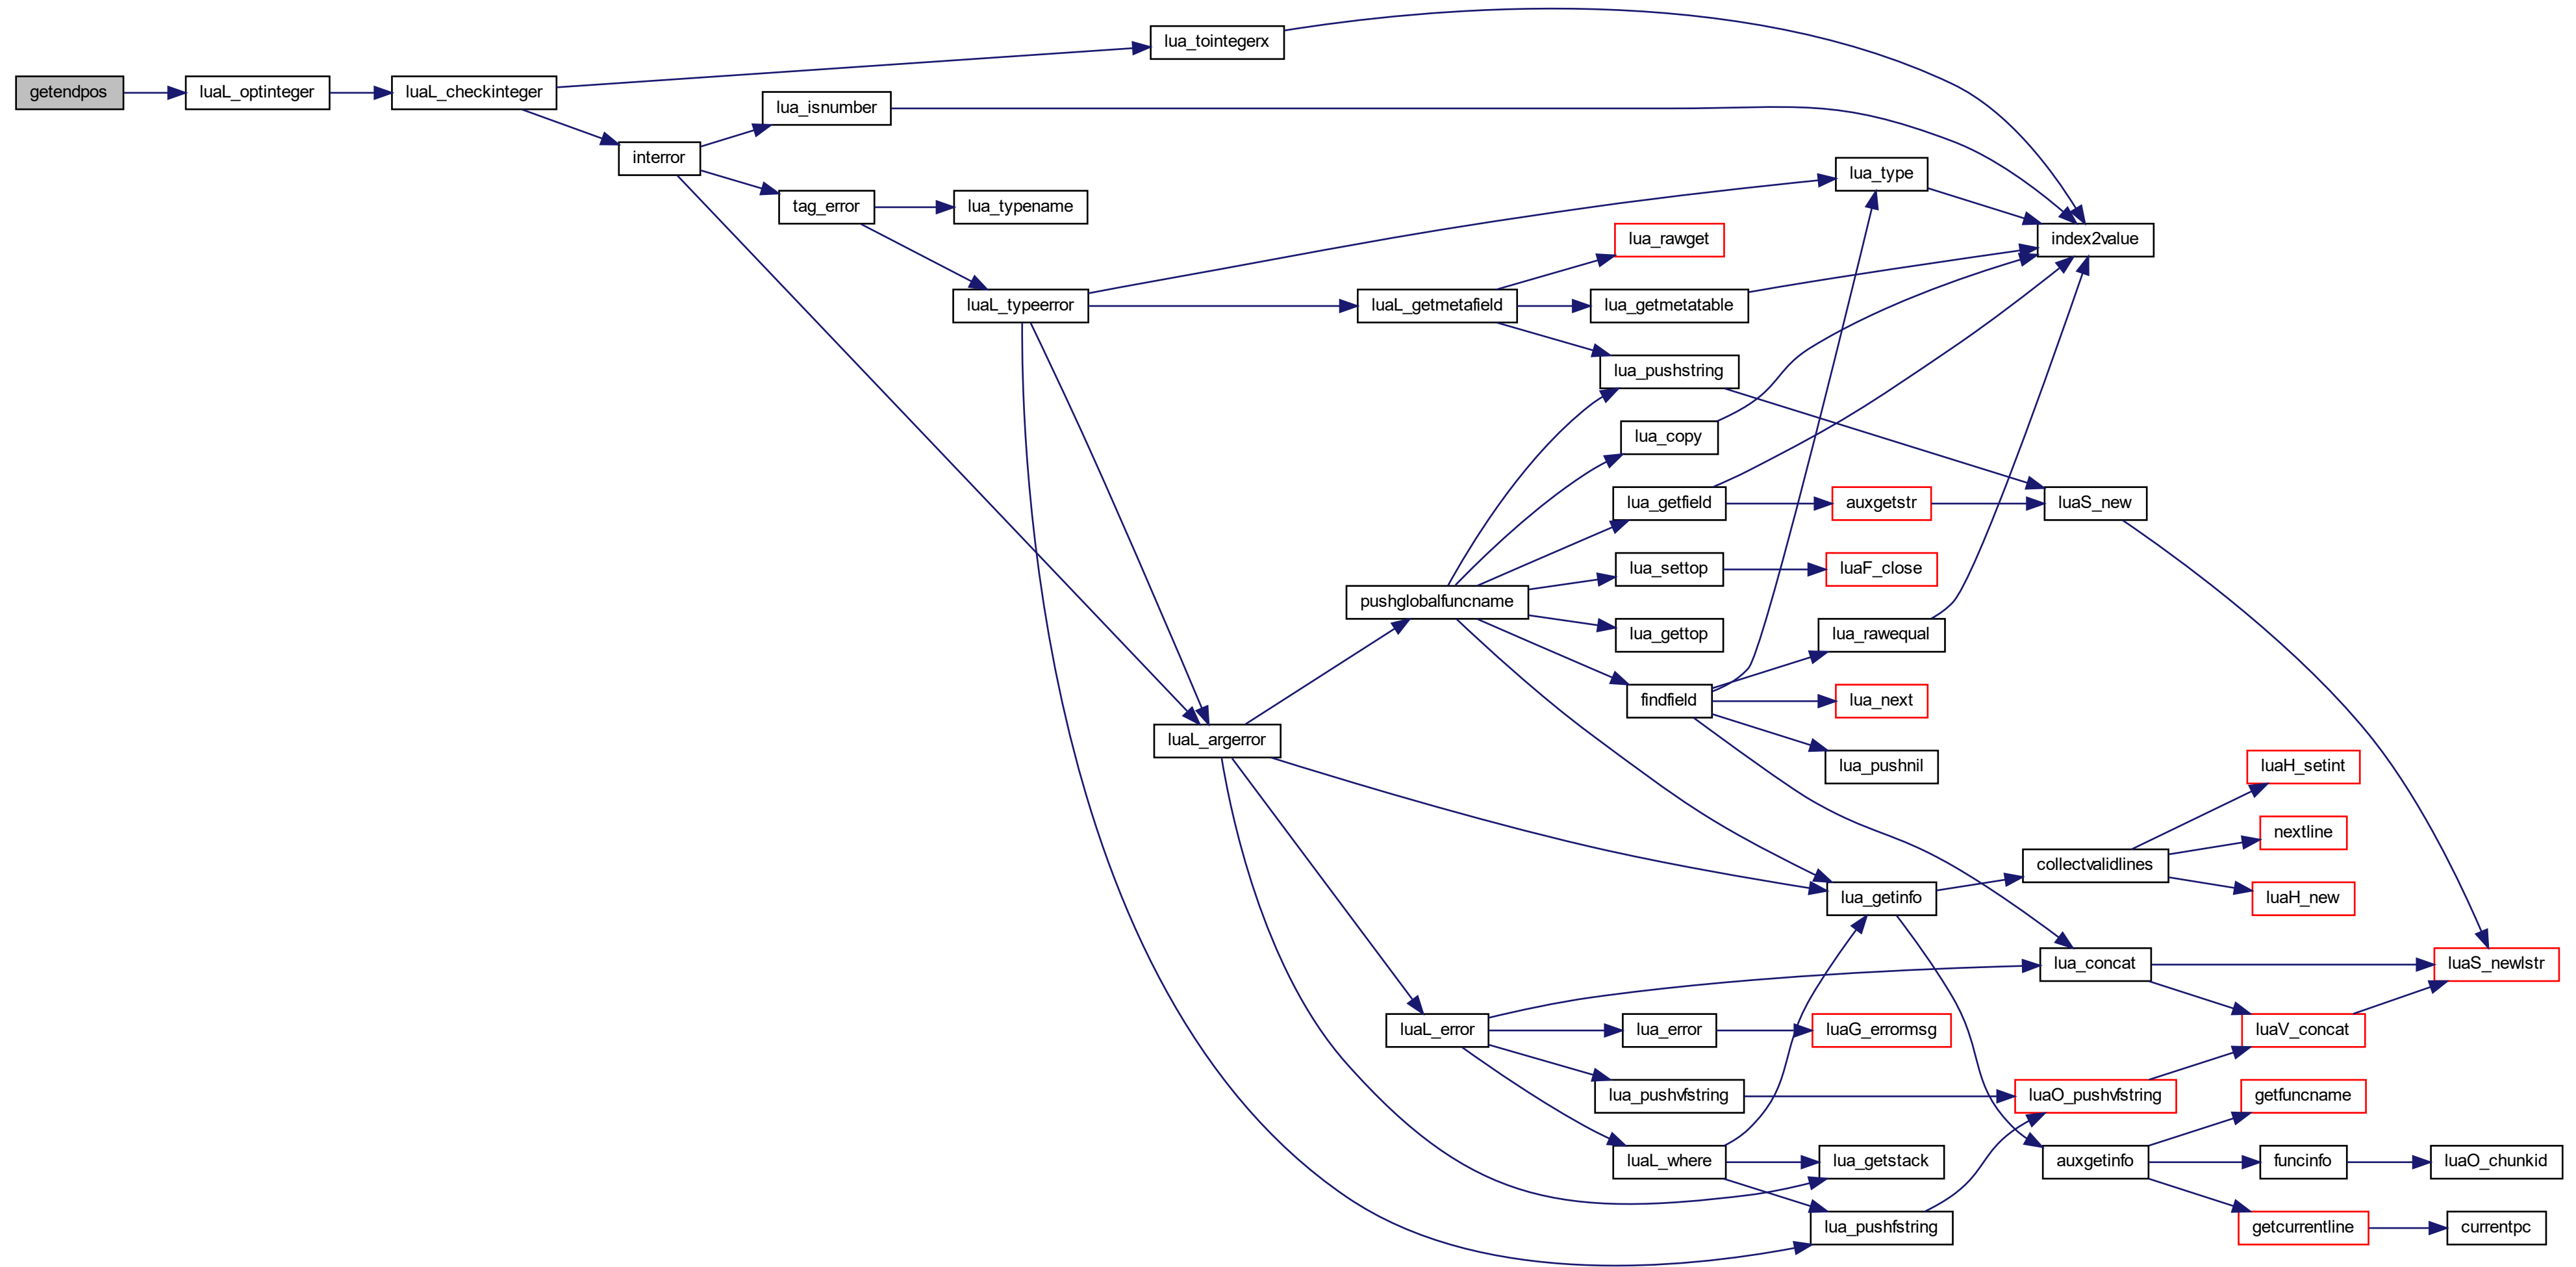 getendpos
luaL_optinteger
luaL_checkinteger
lua_tointegerx
interror
lua_isnumber
tag_error
lua_typename
luaL_typeerror
lua_type
index2value
luaL_getmetafield
lua_rawget
lua_getmetatable
lua_pushstring
lua_copy
lua_getfield
auxgetstr
luaS_new
lua_settop
luaF_close
pushglobalfuncname
lua_gettop
lua_rawequal
findfield
lua_next
lua_pushnil
luaL_argerror
luaH_setint
nextline
collectvalidlines
luaH_new
lua_getinfo
lua_concat
luaS_newlstr
luaL_error
lua_error
luaG_errormsg
luaV_concat
lua_pushvfstring
luaO_pushvfstring
getfuncname
luaL_where
lua_getstack
auxgetinfo
funcinfo
luaO_chunkid
lua_pushfstring
getcurrentline
currentpc